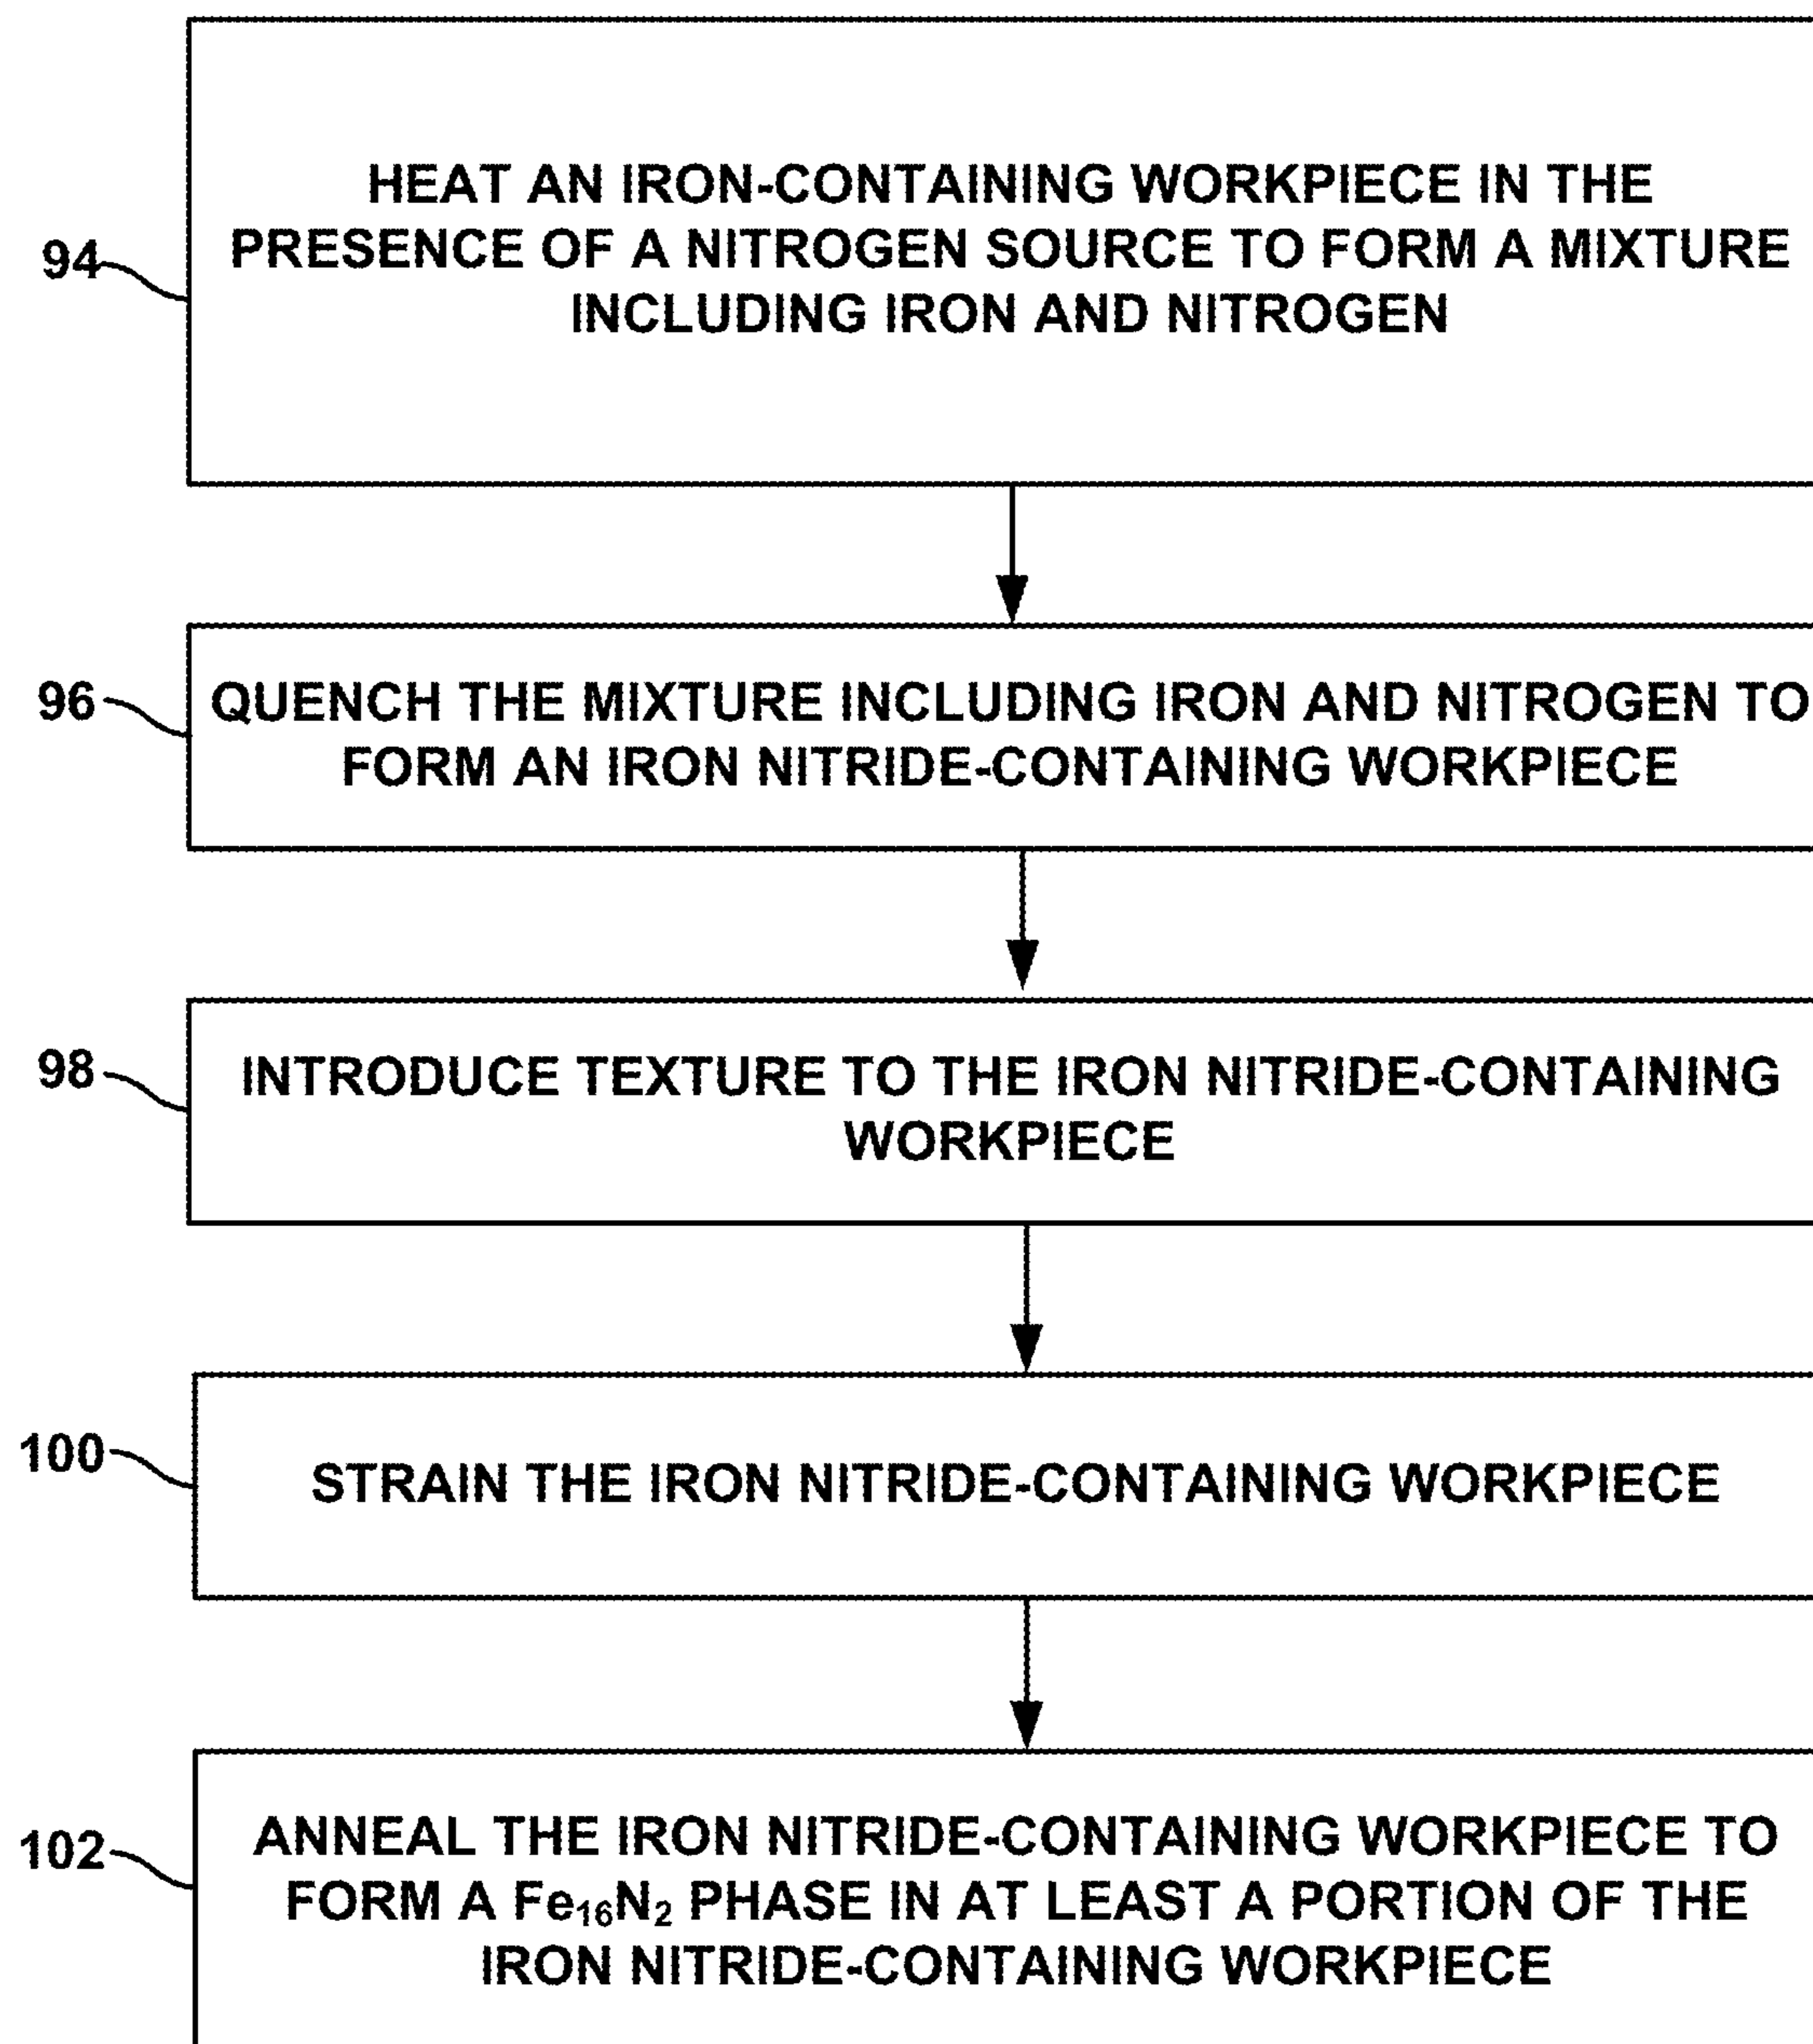 94
HEAT AN IRON-CONTAINING WORKPIECE IN THE
PRESENCE OF A NITROGEN SOURCE TO FORM A MIXTURE
INCLUDING IRON AND NITROGEN
96
QUENCH THE MIXTURE INCLUDING IRON AND NITROGEN TO
FORM AN IRON NITRIDE-CONTAINING WORKPIECE
98
INTRODUCE TEXTURE TO THE IRON NITRIDE-CONTAINING
WORKPIECE
100
STRAIN THE IRON NITRIDE-CONTAINING WORKPIECE
102
ANNEAL THE IRON NITRIDE-CONTAINING WORKPIECE TO
FORM A Fe₁₆N₂ PHASE IN AT LEAST A PORTION OF THE
IRON NITRIDE-CONTAINING WORKPIECE